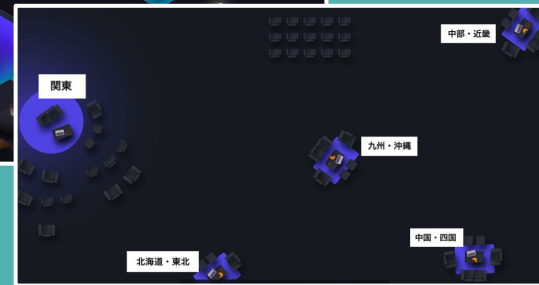 中部・近畿
関東
九州・沖縄
中国・四国
北海道・東北